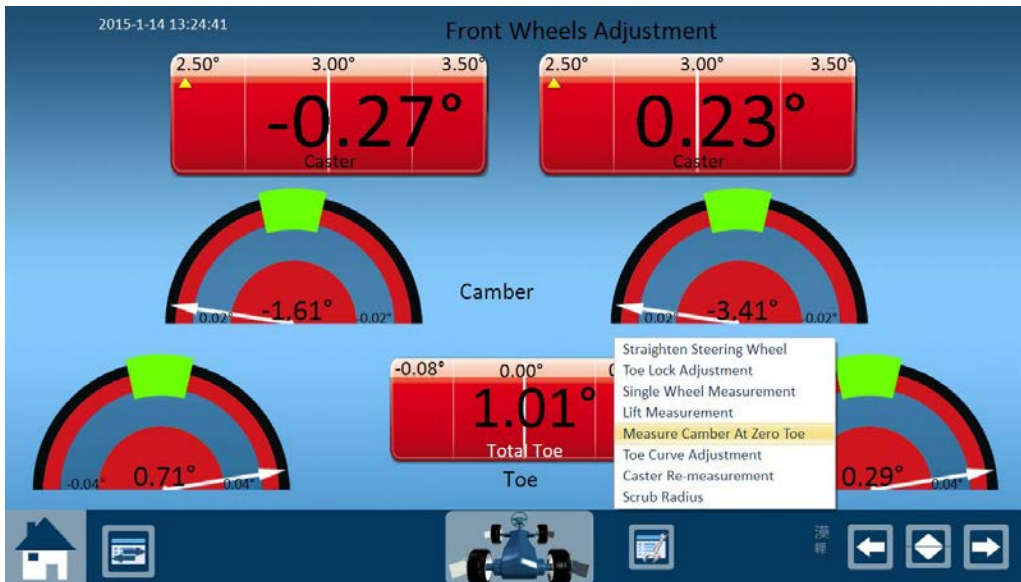 2015-1-14 13:24:41
Front Wheels Adjustment
2.50° 3.00° 3.50°
-0.27°
Caster
2.50° 3.00° 3.50°
0.23°
Caster
Camber
0.02° -1.61° -0.02°
0.02° -3.41° -0.02°
-0.08° 0.00°
1.01°
Total Toe
Toe
-0.04° 0.71° 0.04°
0.29° 0.04°
Straighten Steering Wheel
Toe Lock Adjustment
Single Wheel Measurement
Lift Measurement
Measure Camber At Zero Toe
Toe Curve Adjustment
Caster Re-measurement
Scrub Radius